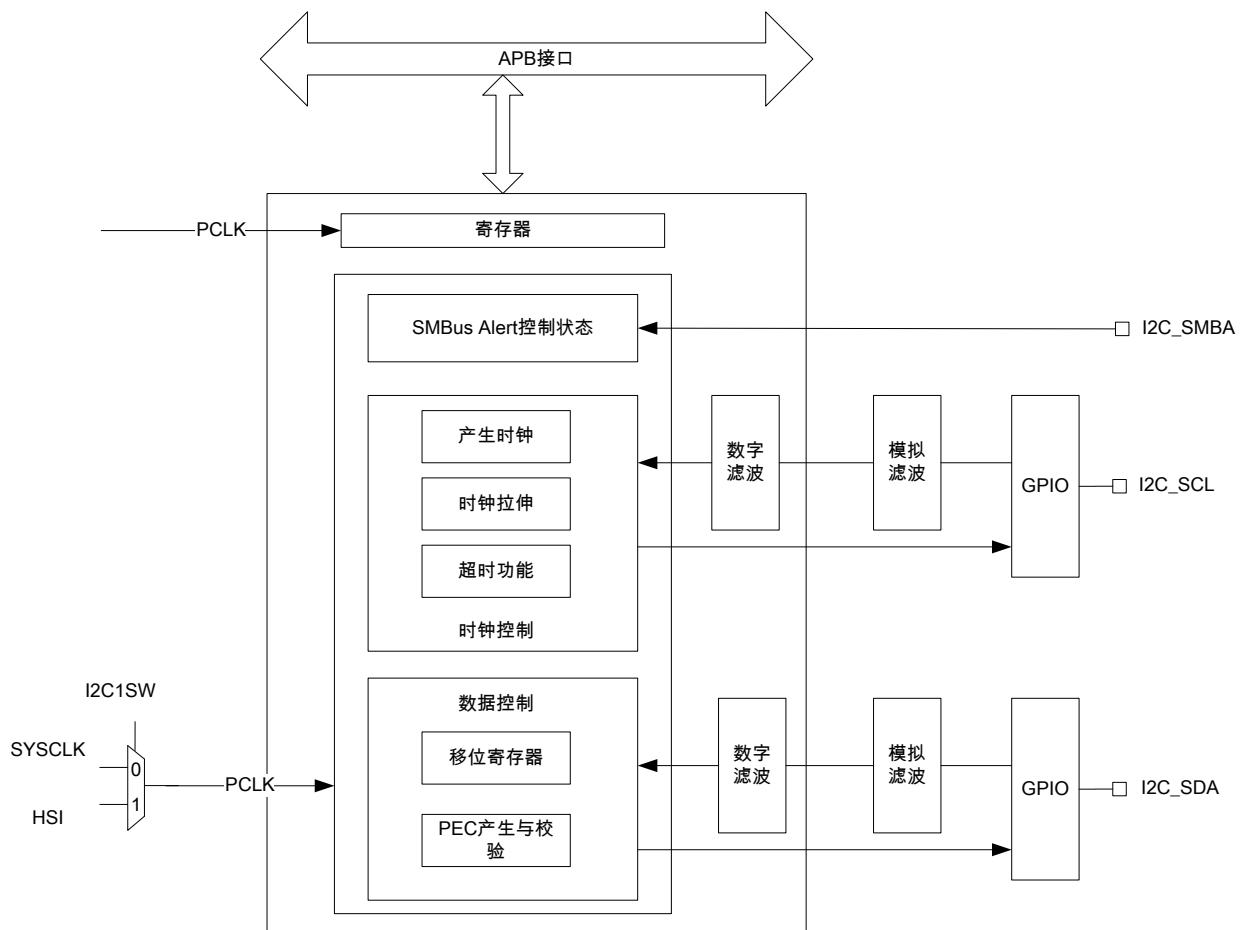 APB接口
PCLK
寄存器
SMBus Alert控制状态
I2C_SMBA
产生时钟
时钟拉伸
超时功能
时钟控制
数字
滤波
模拟
滤波
GPIO
I2C_SCL
I2C1SW
SYSCLK
0
1
HSI
PCLK
数据控制
移位寄存器
PEC产生与校
验
数字
滤波
模拟
滤波
GPIO
I2C_SDA